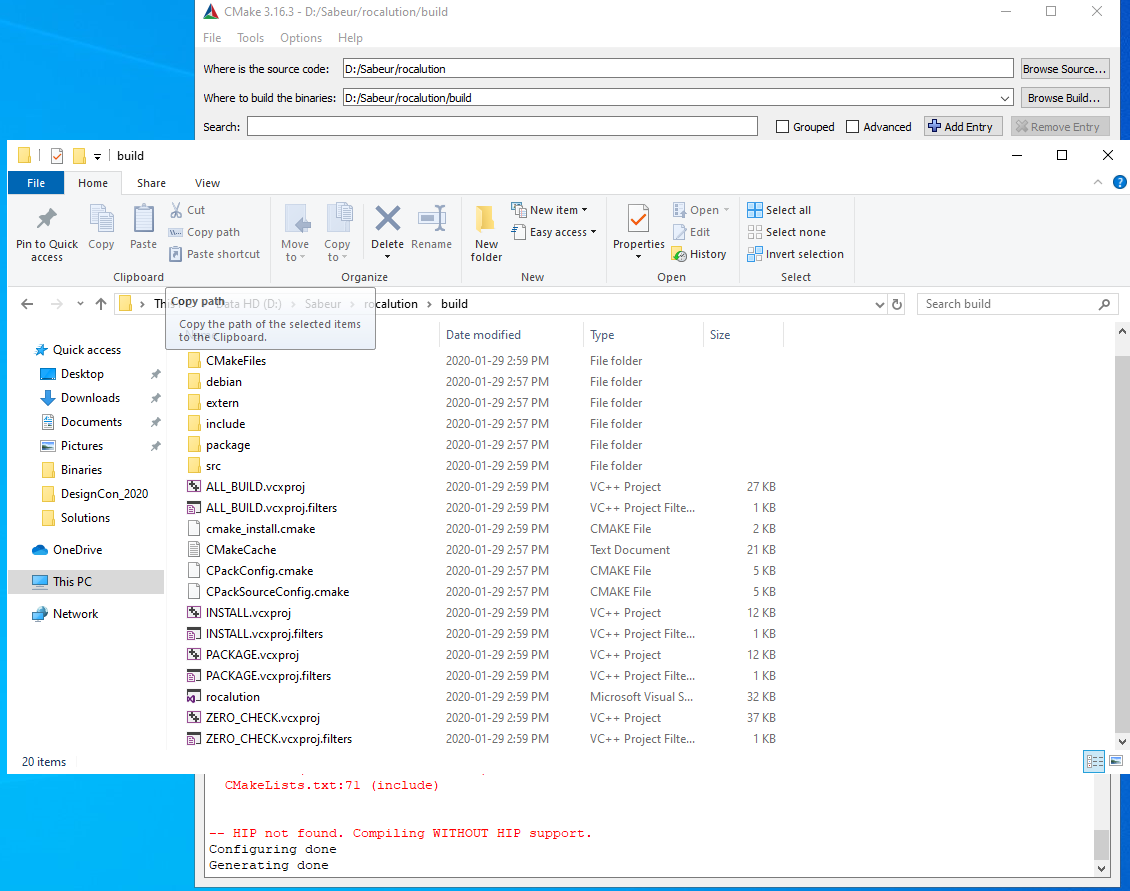 CMake 3.16.3 - D:/Sabeur/rocalution/build
File Tools Options Help
Where is the source code: D:/Sabeur/rocalution Browse Source...
Where to build the binaries: D:/Sabeur/rocalution/build Browse Build...
Search: Grouped Advanced Add Entry Remove Entry
build
File Home Share View
Pin to Quick access
Copy
Paste
Cut
Copy path
Paste shortcut
Clipboard
Move to
Copy to
Delete
Rename
Organize
New folder
New item
Easy access
New
Properties
Open
Edit
History
Open
Select all
Select none
Invert selection
Select
Data HD (D:) Sabeur rocalution build
Search build
Copy path
Copy the path of the selected items
to the Clipboard.
Quick access
Desktop
Downloads
Documents
Pictures
Binaries
DesignCon_2020
Solutions
OneDrive
This PC
Network
Date modified Type Size
CMakeFiles 2020-01-29 2:59 PM File folder
debian 2020-01-29 2:57 PM File folder
extern 2020-01-29 2:57 PM File folder
include 2020-01-29 2:57 PM File folder
package 2020-01-29 2:57 PM File folder
src 2020-01-29 2:59 PM File folder
ALL_BUILD.vcxproj 2020-01-29 2:59 PM VC++ Project 27 KB
ALL_BUILD.vcxproj.filters 2020-01-29 2:59 PM VC++ Project Filte... 1 KB
cmake_install.cmake 2020-01-29 2:59 PM CMAKE File 2 KB
CMakeCache 2020-01-29 2:57 PM Text Document 21 KB
CPackConfig.cmake 2020-01-29 2:57 PM CMAKE File 5 KB
CPackSourceConfig.cmake 2020-01-29 2:57 PM CMAKE File 5 KB
INSTALL.vcxproj 2020-01-29 2:59 PM VC++ Project 12 KB
INSTALL.vcxproj.filters 2020-01-29 2:59 PM VC++ Project Filte... 1 KB
PACKAGE.vcxproj 2020-01-29 2:59 PM VC++ Project 12 KB
PACKAGE.vcxproj.filters 2020-01-29 2:59 PM VC++ Project Filte... 1 KB
rocalution 2020-01-29 2:59 PM Microsoft Visual S... 32 KB
ZERO_CHECK.vcxproj 2020-01-29 2:59 PM VC++ Project 37 KB
ZERO_CHECK.vcxproj.filters 2020-01-29 2:59 PM VC++ Project Filte... 1 KB
20 items
CMakeLists.txt:71 (include)
-- HIP not found. Compiling WITHOUT HIP support.
Configuring done
Generating done